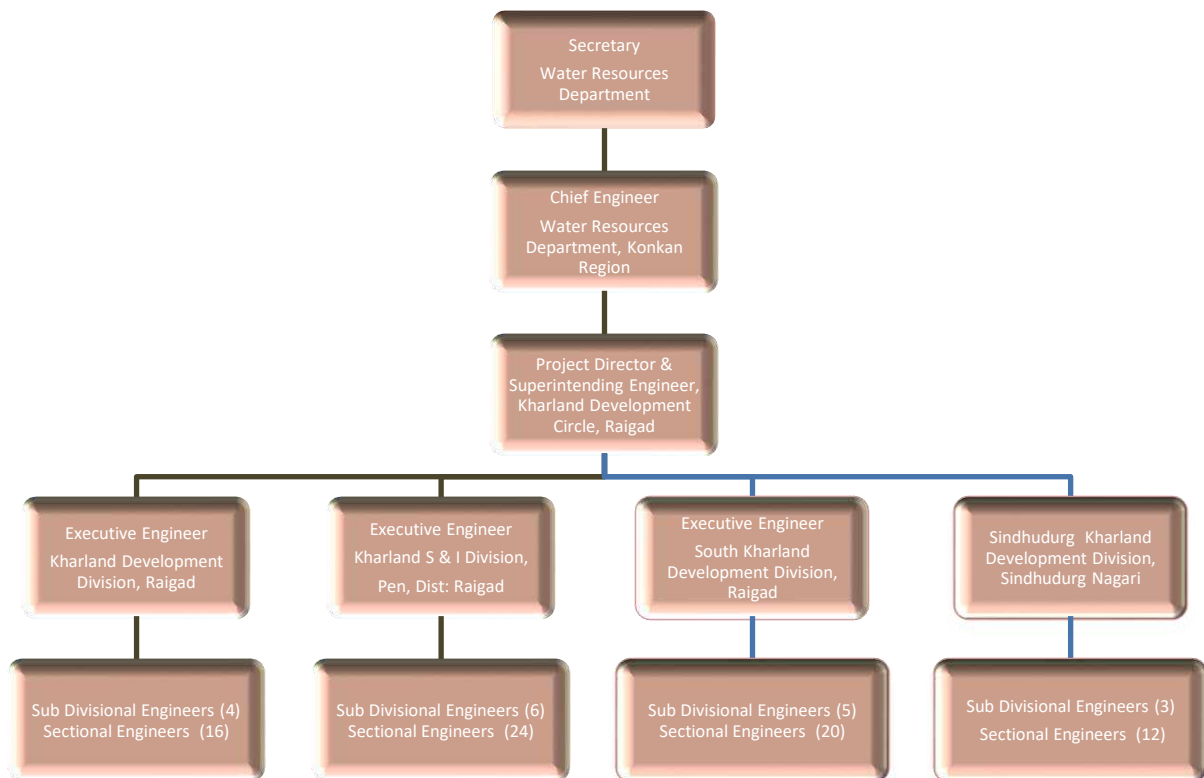 Secretary
Water Resources
Department
Chief Engineer
Water Resources
Department, Konkan
Region
Project Director &
Superintending Engineer,
Kharland Development
Circle, Raigad
Executive Engineer
Kharland Development
Division, Raigad
Executive Engineer
Kharland S & I Division,
Pen, Dist: Raigad
Executive Engineer
South Kharland
Development Division,
Raigad
Sindhudurg Kharland
Development Division,
Sindhudurg Nagari
Sub Divisional Engineers (4)
Sectional Engineers (16)
Sub Divisional Engineers (6)
Sectional Engineers (24)
Sub Divisional Engineers (5)
Sectional Engineers (20)
Sub Divisional Engineers (3)
Sectional Engineers (12)